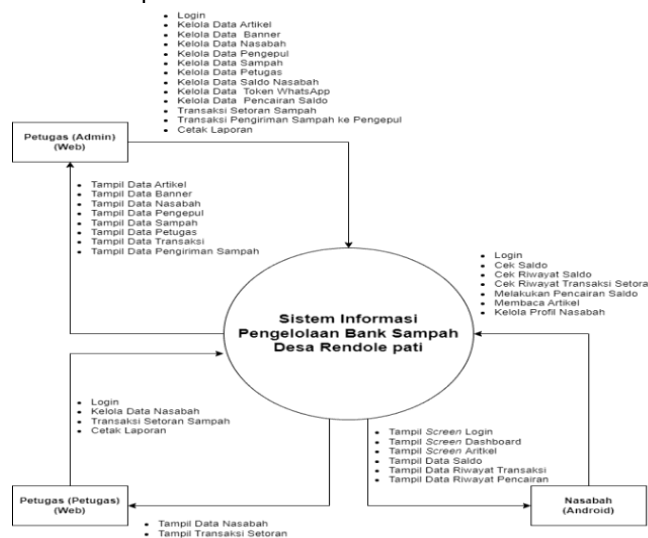 • Login
• Kelola Data Artikel
• Kelola Data Banner
• Kelola Data Nasabah
• Kelola Data Pengepul
• Kelola Data Sampah
• Kelola Data Petugas
• Kelola Data Saldo Nasabah
• Kelola Data Token WhatsApp
• Kelola Data Pencairan Saldo
• Transaksi Setoran Sampah
• Transaksi Pengiriman Sampah ke Pengepul
• Cetak Laporan
Petugas (Admin)
(Web)
• Tampil Data Artikel
• Tampil Data Banner
• Tampil Data Nasabah
• Tampil Data Pengepul
• Tampil Data Sampah
• Tampil Data Petugas
• Tampil Data Transaksi
• Tampil Data Pengiriman Sampah
• Login
• Cek Saldo
• Cek Riwayat Saldo
• Cek Riwayat Transaksi Setora
• Melakukan Pencairan Saldo
• Membaca Artikel
• Kelola Profil Nasabah
Sistem Informasi
Pengelolaan Bank Sampah
Desa Rendole pati
• Login
• Kelola Data Nasabah
• Transaksi Setoran Sampah
• Cetak Laporan
• Tampil Screen Login
• Tampil Screen Dashboard
• Tampil Screen Aritkel
• Tampil Data Saldo
• Tampil Data Riwayat Transaksi
• Tampil Data Riwayat Pencairan
Petugas (Petugas)
(Web)
Nasabah
(Android)
• Tampil Data Nasabah
• Tampil Transaksi Setoran